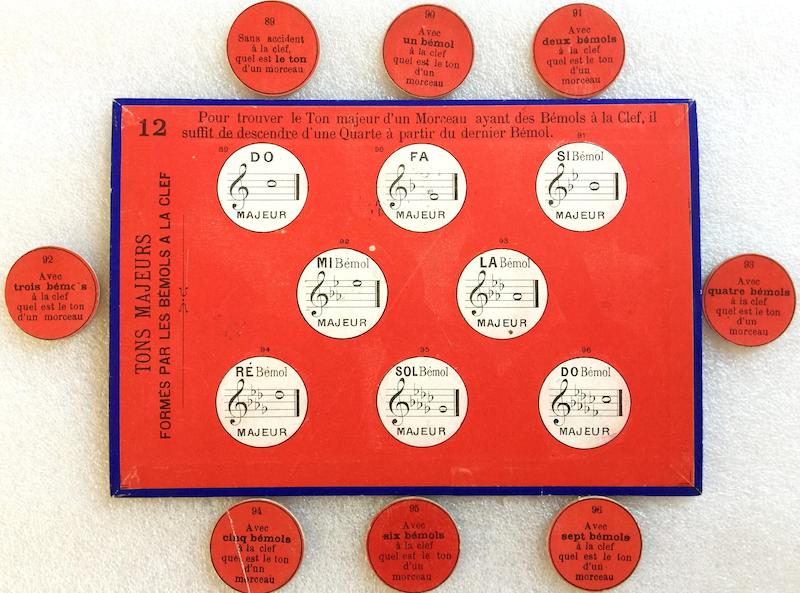 89
Sans accident
à la clef,
quel est le ton
d'un morceau
90
Avec
un bémol
à la clef
quel est le ton
d'un
morceau
91
Avec
deux bémols
à la clef
quel est le ton
d'un
morceau
12
Pour trouver le Ton majeur d'un Morceau ayant des Bémols à la Clef, il
suffit de descendre d'une Quarte à partir du dernier Bémol.
TONS MAJEURS
FORMÉS PAR LES BÉMOLS A LA CLEF
89
DO
MAJEUR
90
FA
MAJEUR
91
SI Bémol
MAJEUR
92
Avec
trois bémols
à la clef
quel est le ton
d'un morceau
92
MI Bémol
MAJEUR
93
LA Bémol
MAJEUR
93
Avec
quatre bémols
à la clef
quel est le ton
d'un
morceau
94
RÉ Bémol
MAJEUR
95
SOL Bémol
MAJEUR
96
DO Bémol
MAJEUR
94
Avec
cinq bémols
à la clef
quel est le ton
d'un
morceau
95
Avec
six bémols
à la clef
quel est le ton
d'un
morceau
96
Avec
sept bémols
à la clef
quel est le ton
d'un
morceau